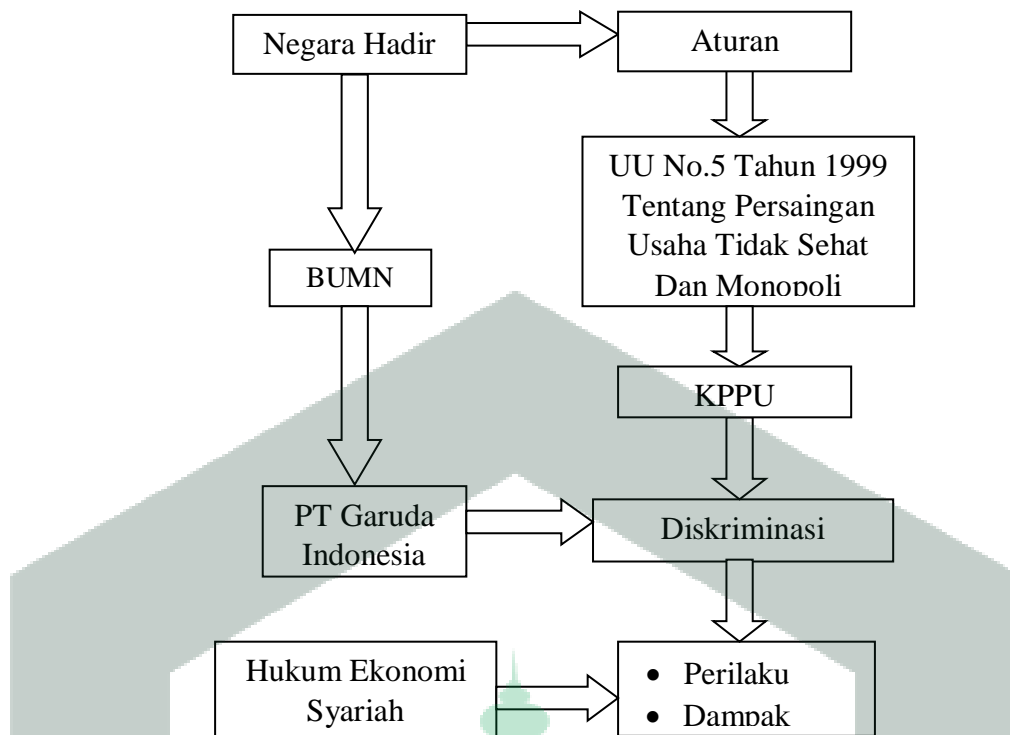 Negara Hadir
Aturan
UU No.5 Tahun 1999
Tentang Persaingan
Usaha Tidak Sehat
Dan Monopoli
BUMN
KPPU
PT Garuda
Indonesia
Diskriminasi
Hukum Ekonomi
Syariah
• Perilaku
• Dampak